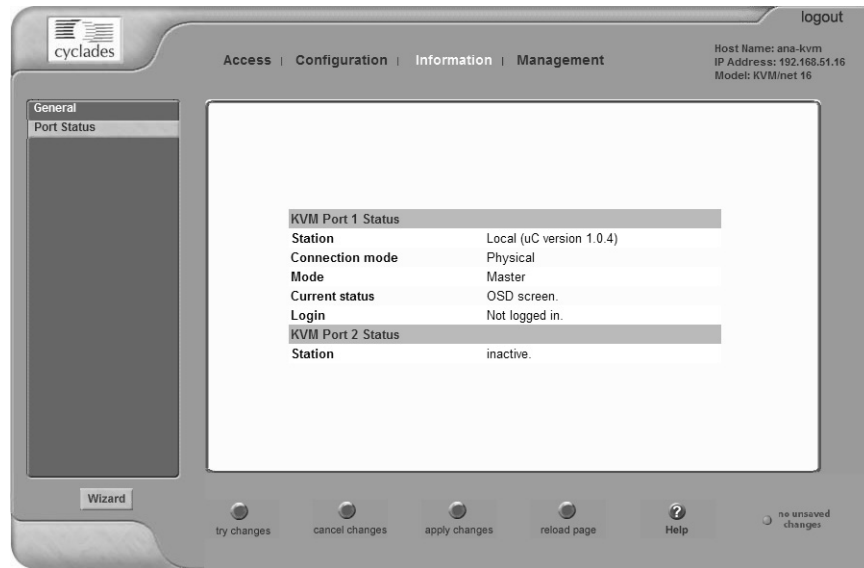 logout
cyclades
Access | Configuration | Information | Management
Host Name: ana-kvm
IP Address: 192.168.51.16
Model: KVM/net 16
General
Port Status
KVM Port 1 Status
Station Local (uC version 1.0.4)
Connection mode Physical
Mode Master
Current status OSD screen.
Login Not logged in.
KVM Port 2 Status
Station inactive.
Wizard
try changes
cancel changes
apply changes
reload page
? Help
no unsaved
changes